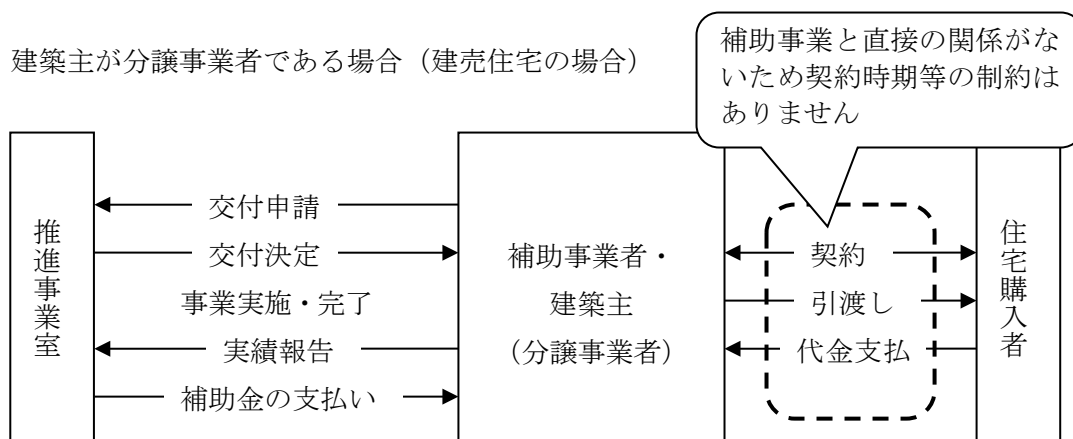 建築主が分譲事業者である場合（建売住宅の場合）
補助事業と直接の関係がな
いため契約時期等の制約は
ありません
推進事業室
交付申請
交付決定
事業実施・完了
実績報告
補助金の支払い
補助事業者・
建築主
（分譲事業者）
契約
引渡し
代金支払
住宅購入者